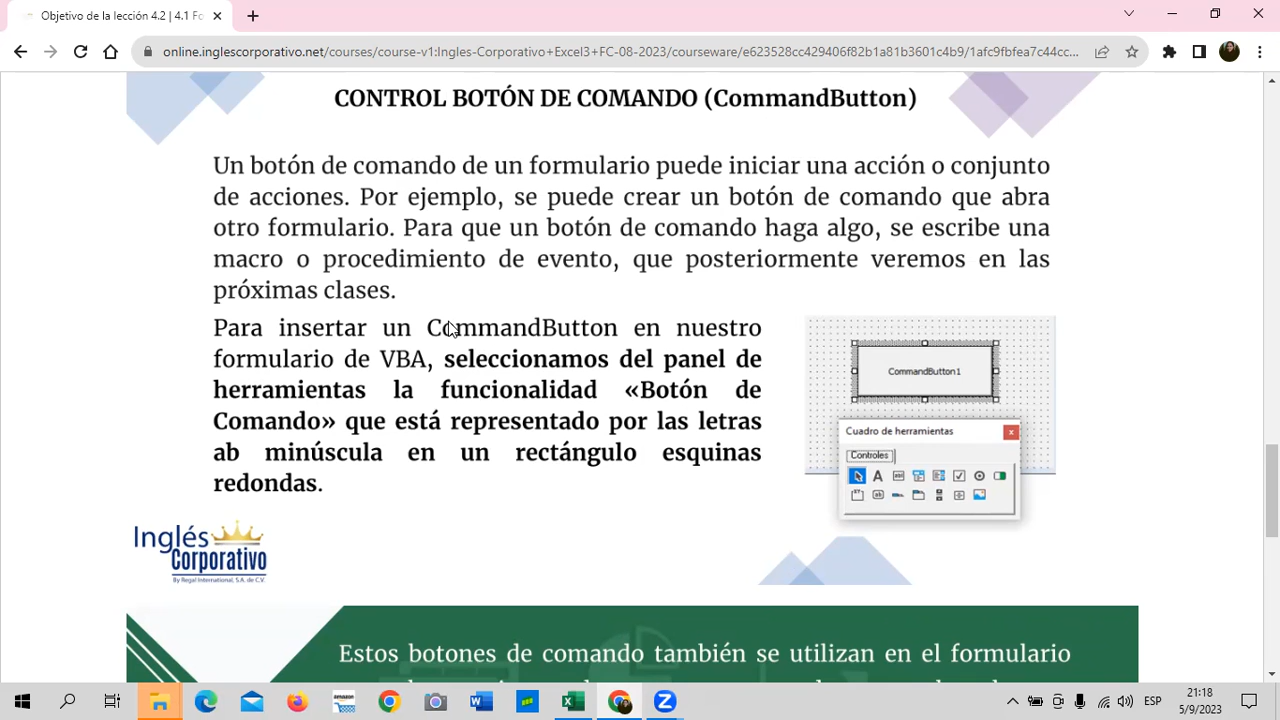 Objetivo de 4.2 | 4.1 Fo
online.inglescorporativo.net/courses/course-v1:Ingles-Corporativo+Excel3+FC-08-2023/courseware/e623528cc429406f82b1a81b3601c4b9/1afc9fbfea7c44cc...
CONTROL BOTÓN DE COMANDO (CommandButton)
Un botón de comando de un formulario puede iniciar una acción o conjunto
de acciones. Por ejemplo, se puede crear un botón de comando que abra
otro formulario. Para que un botón de comando haga algo, se escribe una
macro o procedimiento de evento, que posteriormente veremos en las
próximas clases.
Para insertar un CommandButton en nuestro
formulario de VBA, seleccionamos del panel de
herramientas la funcionalidad «Botón de
Comando» que está representado por las letras
ab minúscula en un rectángulo esquinas
redondas.
CommandButton1
Cuadro de herramientas
Controles
Inglés
Corporativo
By Regal International, S.A. de C.V.
Estos botones de comando también se utilizan en el formulario
ESP
21:18
5/9/2023